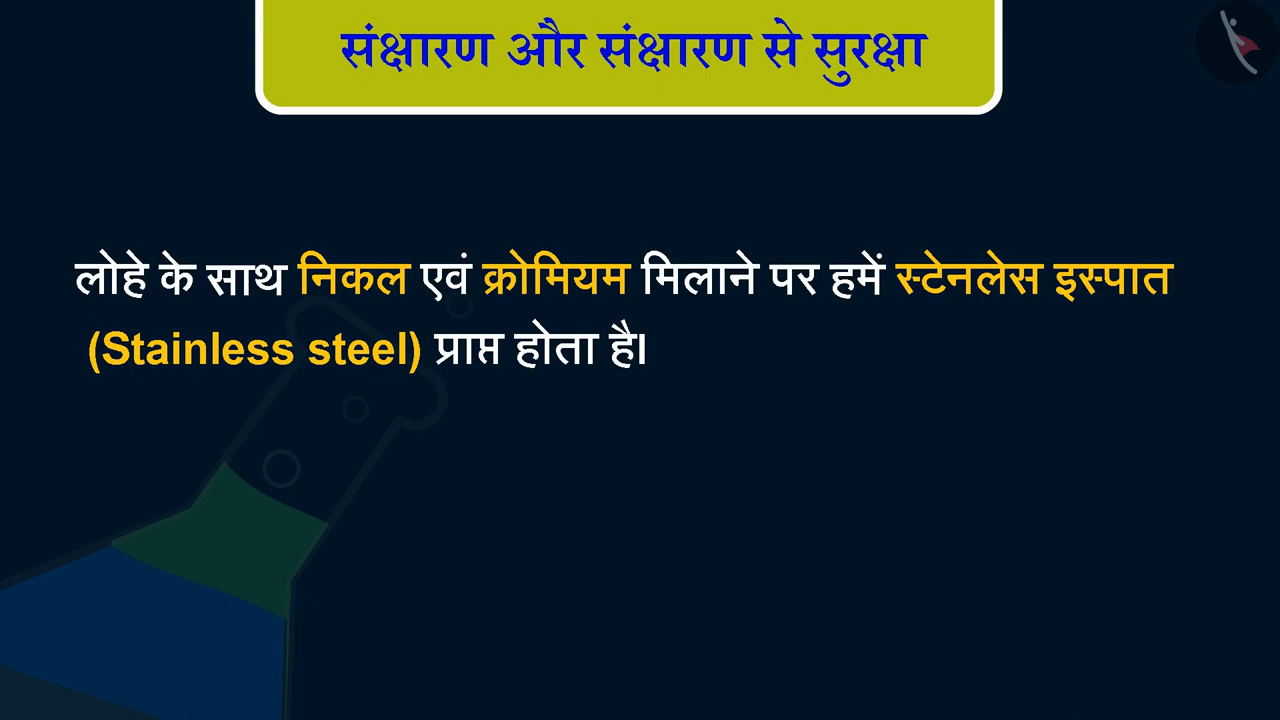 संक्षारण और संक्षारण से सुरक्षा
लोहे के साथ निकल एवं क्रोमियम मिलाने पर हमें स्टेनलेस इस्पात
(Stainless steel) प्राप्त होता है।